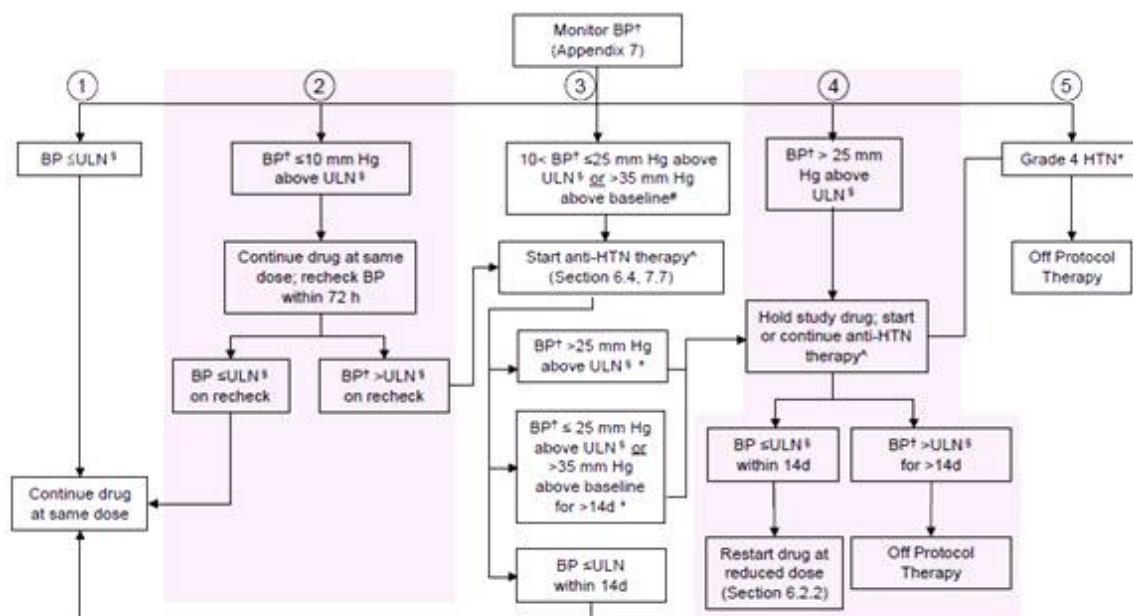 Monitor BP†
(Appendix 7)
1
2
3
4
5
BP ≤ULN§
BP† ≤10 mm Hg
above ULN§
10< BP† ≤25 mm Hg above
ULN§ or >35 mm Hg
above baseline#
BP† > 25 mm
Hg above
ULN§
Grade 4 HTN*
Continue drug at same
dose; recheck BP
within 72 h
Start anti-HTN therapy^
(Section 6.4, 7.7)
Off Protocol
Therapy
Hold study drug; start
or continue anti-HTN
therapy^
BP ≤ULN§
on recheck
BP† >ULN§
on recheck
BP† >25 mm Hg
above ULN§ *
BP† ≤ 25 mm Hg
above ULN§ or
>35 mm Hg
above baseline
for >14d *
BP ≤ULN§
within 14d
BP† >ULN§
for >14d
Continue drug
at same dose
BP ≤ULN
within 14d
Restart drug at
reduced dose
(Section 6.2.2)
Off Protocol
Therapy